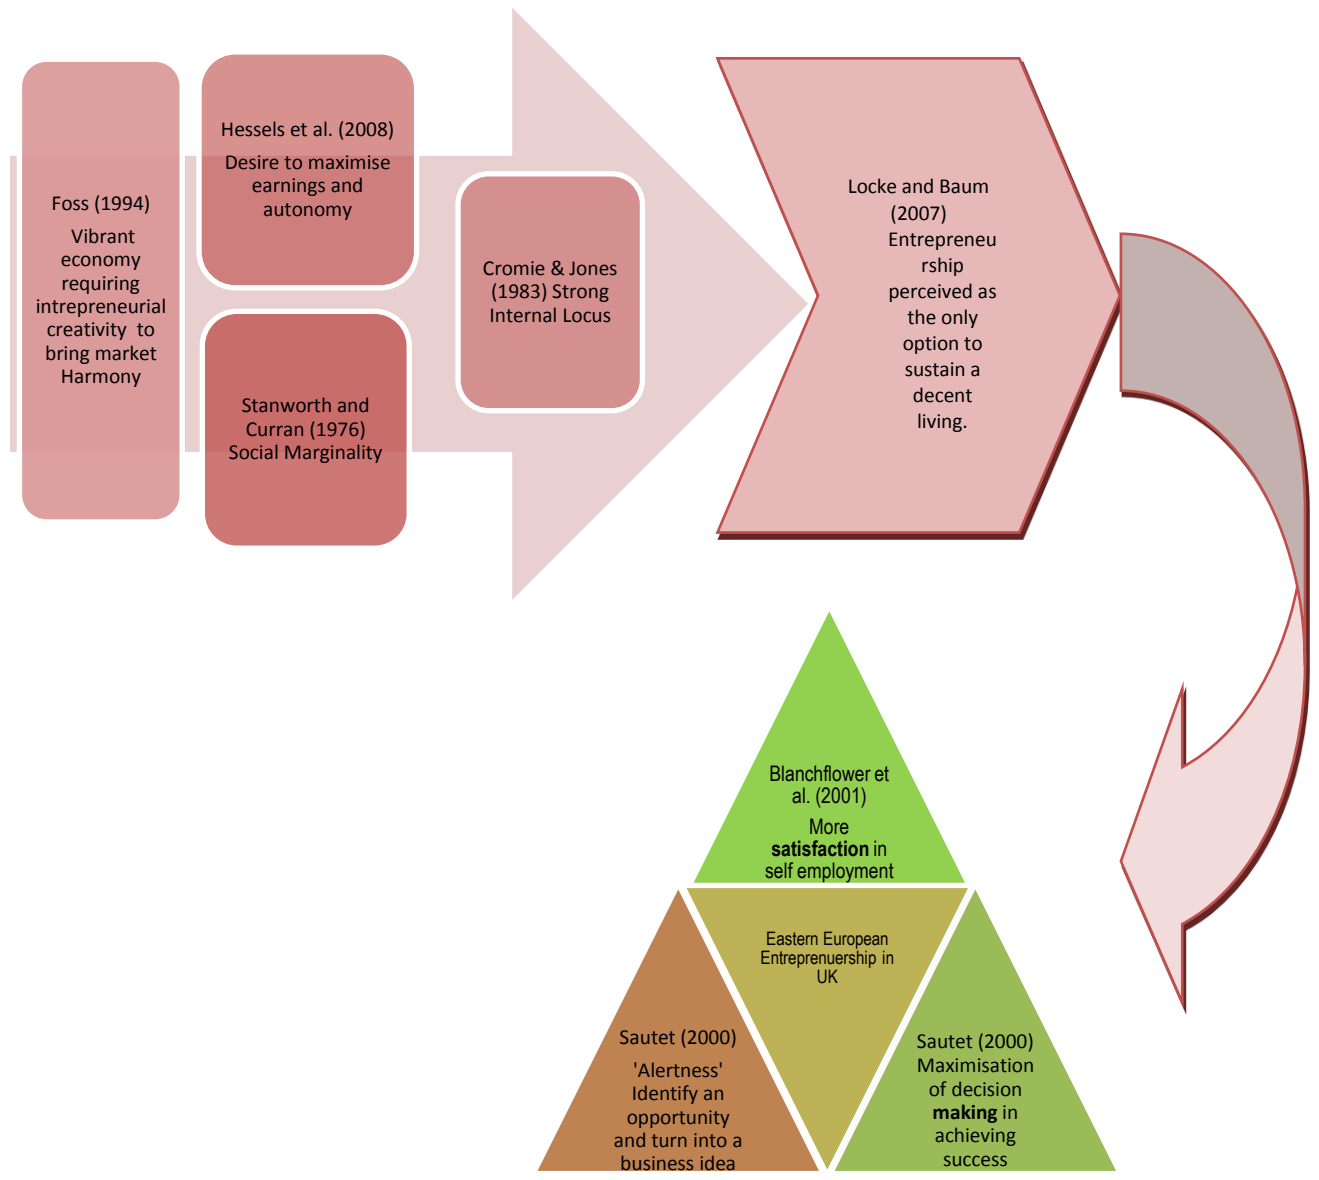 Foss (1994)
Vibrant
economy
requiring
intrepreneurial
creativity to
bring market
Harmony
Hessels et al. (2008)
Desire to maximise
earnings and
autonomy
Stanworth and
Curran (1976)
Social Marginality
Cromie & Jones
(1983) Strong
Internal Locus
Locke and Baum
(2007)
Entrepreneu
rship
perceived as
the only
option to
sustain a
decent
living.
Blanchflower et
al. (2001)
More
satisfaction in
self employment
Eastern European
Entreprenuership in
UK
Sautet (2000)
'Alertness'
Identify an
opportunity
and turn into a
business idea
Sautet (2000)
Maximisation
of decision
making in
achieving
success